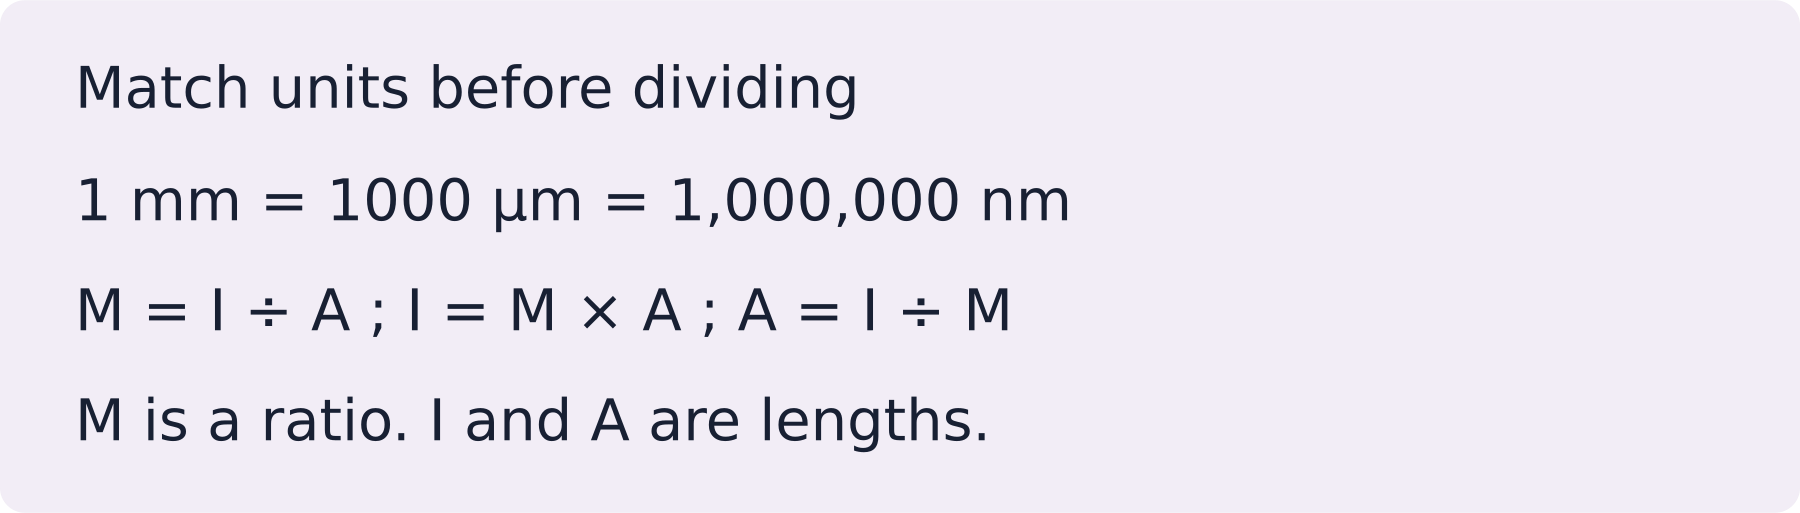 Match units before dividing
1 mm = 1000 µm = 1,000,000 nm
M = I ÷ A ; I = M × A ; A = I ÷ M
M is a ratio. I and A are lengths.